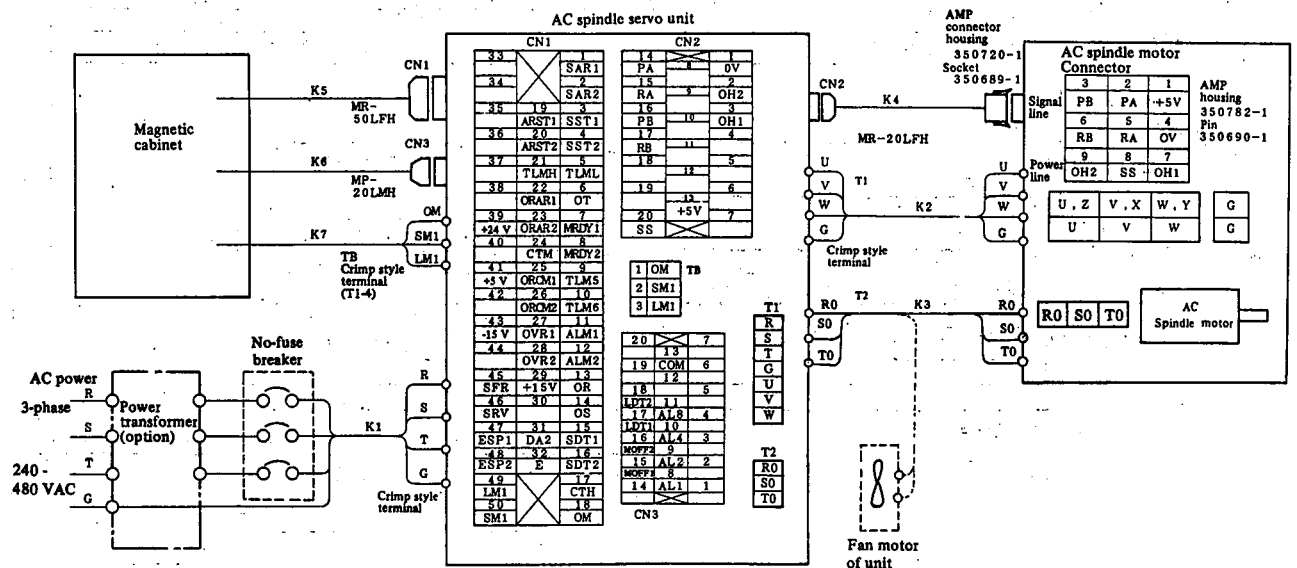 AC spindle servo unit
Magnetic
cabinet
K5
MR-
50LFH
CN1
K6
MP-
20LMH
CN3
K7
TB
Crimp style
terminal
(T1-4)
OM
SM1
LM1
AC power
3-phase
240 -
480 VAC
R
S
T
G
Power
transformer
(option)
No-fuse
breaker
K1
R
S
T
G
Crimp style
terminal
CN1
33 1
SAR1
34 2
SAR2
35 19 3
ARST1 SST1
36 20 4
ARST2 SST2
37 21 5
TLMH TLML
38 22 6
ORAR1 OT
39 23 7
+24 V ORAR2 MRDY1
40 24 8
CTM MRDY2
41 25 9
+5 V ORCM1 TLM5
42 26 10
ORCM2 TLM6
43 27 11
-15 V OVR1 ALM1
44 28 12
OVR2 ALM2
45 29 13
SFR +15V OR
46 30 14
SRV OS
47 31 15
ESP1 DA2 SDT1
48 32 16
ESP2 E SDT2
49 17
LM1 CTH
50 18
SM1 OM
CN2
14 1
PA 8 0V
15 2
RA 9 OH2
16 3
PB 10 OH1
17 4
RB 11
18 5
12
19 6
13
+5V
20 7
SS
1 OM TB
2 SM1
3 LM1
20 7
13
19 COM 6
12
18 5
LDT2 11
17 AL8 4
LDT1 10
16 AL4 3
MOFF2 9
15 AL2 2
MOFF1 8
14 AL1 1
CN3
T1
R
S
T
G
U
V
W
T2
R0
S0
T0
CN2
K4
MR-20LFH
AMP
connector
housing
350720-1
Socket
350689-1
U
V
W
G
T1
K2
Crimp style
terminal
R0
S0
T0
T2
K3
Fan motor
of unit
AC spindle motor
Connector
Signal
line
3 2 1
PB PA +5V
6 5 4
RB RA OV
9 8 7
OH2 SS OH1
AMP
housing
350782-1
Pin
350690-1
Power
line
U
V
W
G
U , Z V , X W , Y G
U V W G
R0
S0
T0
R0 S0 T0
AC
Spindle motor